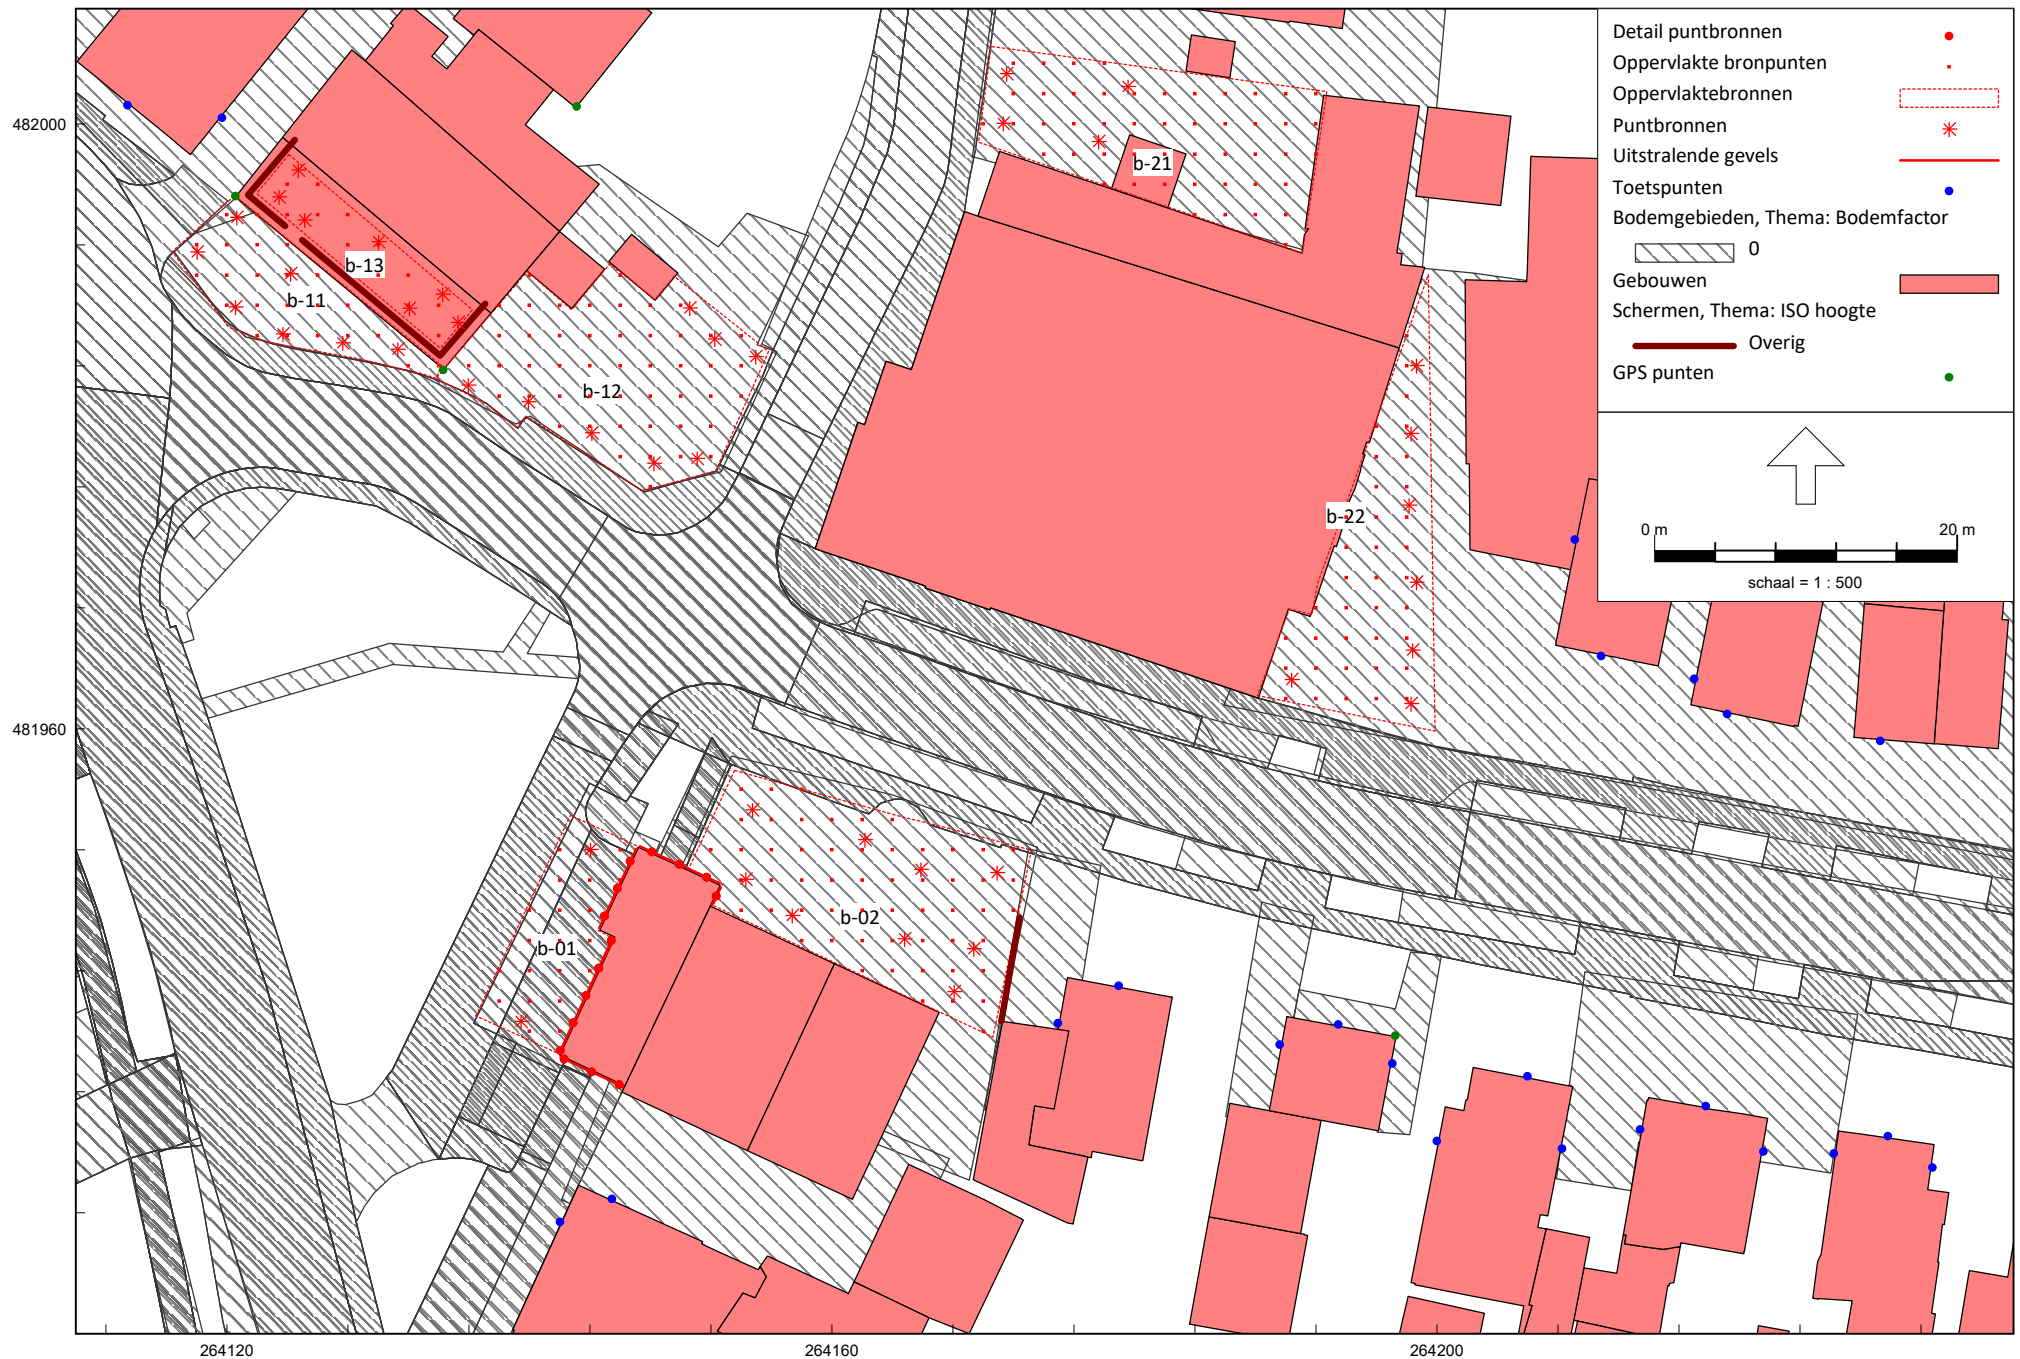 Detail puntbronnen
Oppervlakte bronpunten
Oppervlaktebronnen
Puntbronnen
Uitstralende gevels
Toetspunten
Bodemgebieden, Thema: Bodemfactor
0
Gebouwen
Schermen, Thema: ISO hoogte
Overig
GPS punten
0 m 20 m
schaal = 1 : 500
482000
b-21
b-13
b-11
b-12
b-22
481960
b-02
b-01
264120 264160 264200